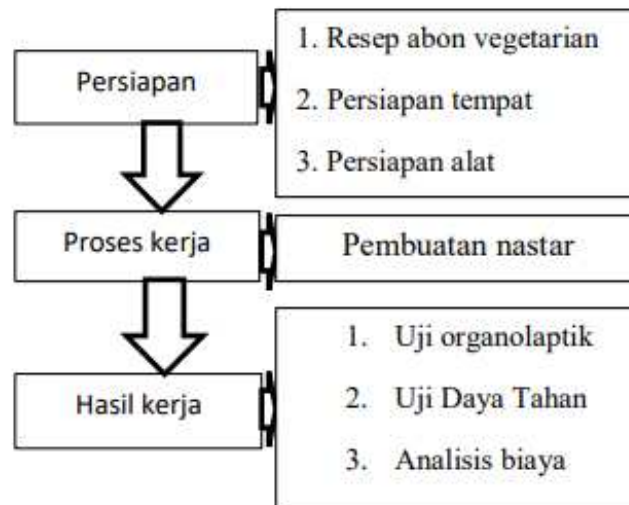 Persiapan
1. Resep abon vegetarian
2. Persiapan tempat
3. Persiapan alat
Proses kerja
Pembuatan nastar
Hasil kerja
1. Uji organolaptik
2. Uji Daya Tahan
3. Analisis biaya